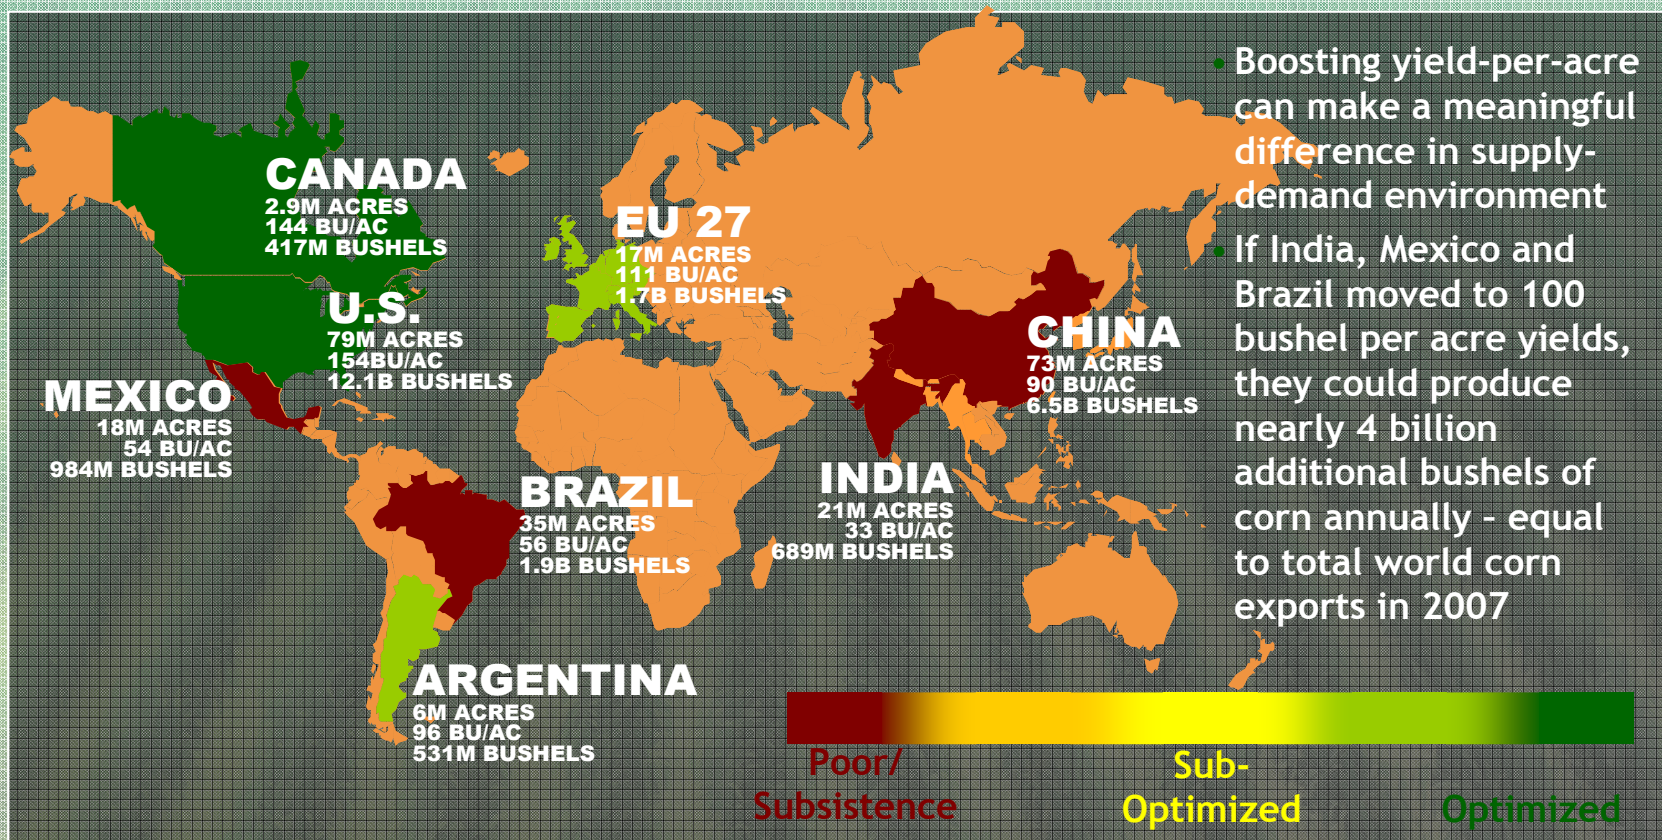 CANADA
2.9M ACRES
144 BU/AC
417M BUSHELS
U.S.
79M ACRES
154BU/AC
12.1B BUSHELS
MEXICO
18M ACRES
54 BU/AC
984M BUSHELS
EU 27
17M ACRES
111 BU/AC
1.7B BUSHELS
CHINA
73M ACRES
90 BU/AC
6.5B BUSHELS
INDIA
21M ACRES
33 BU/AC
689M BUSHELS
BRAZIL
35M ACRES
56 BU/AC
1.9B BUSHELS
ARGENTINA
6M ACRES
96 BU/AC
531M BUSHELS
• Boosting yield-per-acre
can make a meaningful
difference in supply-
demand environment
• If India, Mexico and
Brazil moved to 100
bushel per acre yields,
they could produce
nearly 4 billion
additional bushels of
corn annually – equal
to total world corn
exports in 2007
Poor/
Subsistence
Sub-
Optimized
Optimized